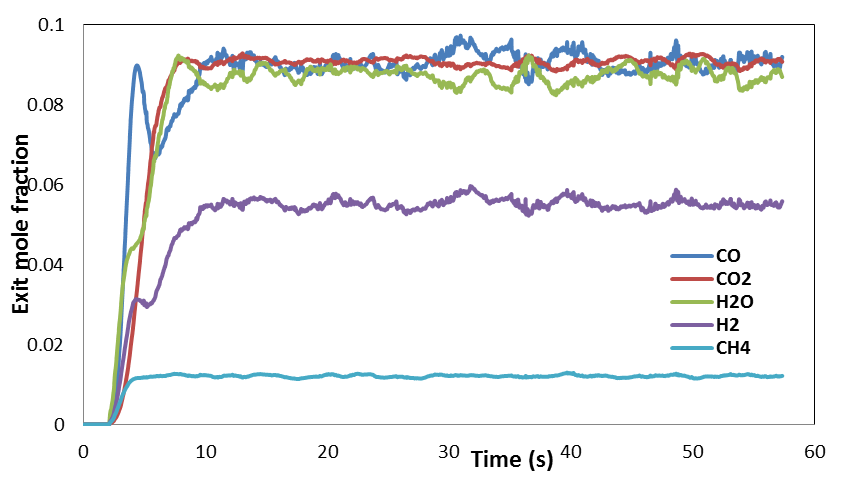 0.1
0.08
0.06
0.04
0.02
0
Exit mole fraction
0 10 20 30 40 50 60
Time (s)
CO
CO2
H2O
H2
CH4